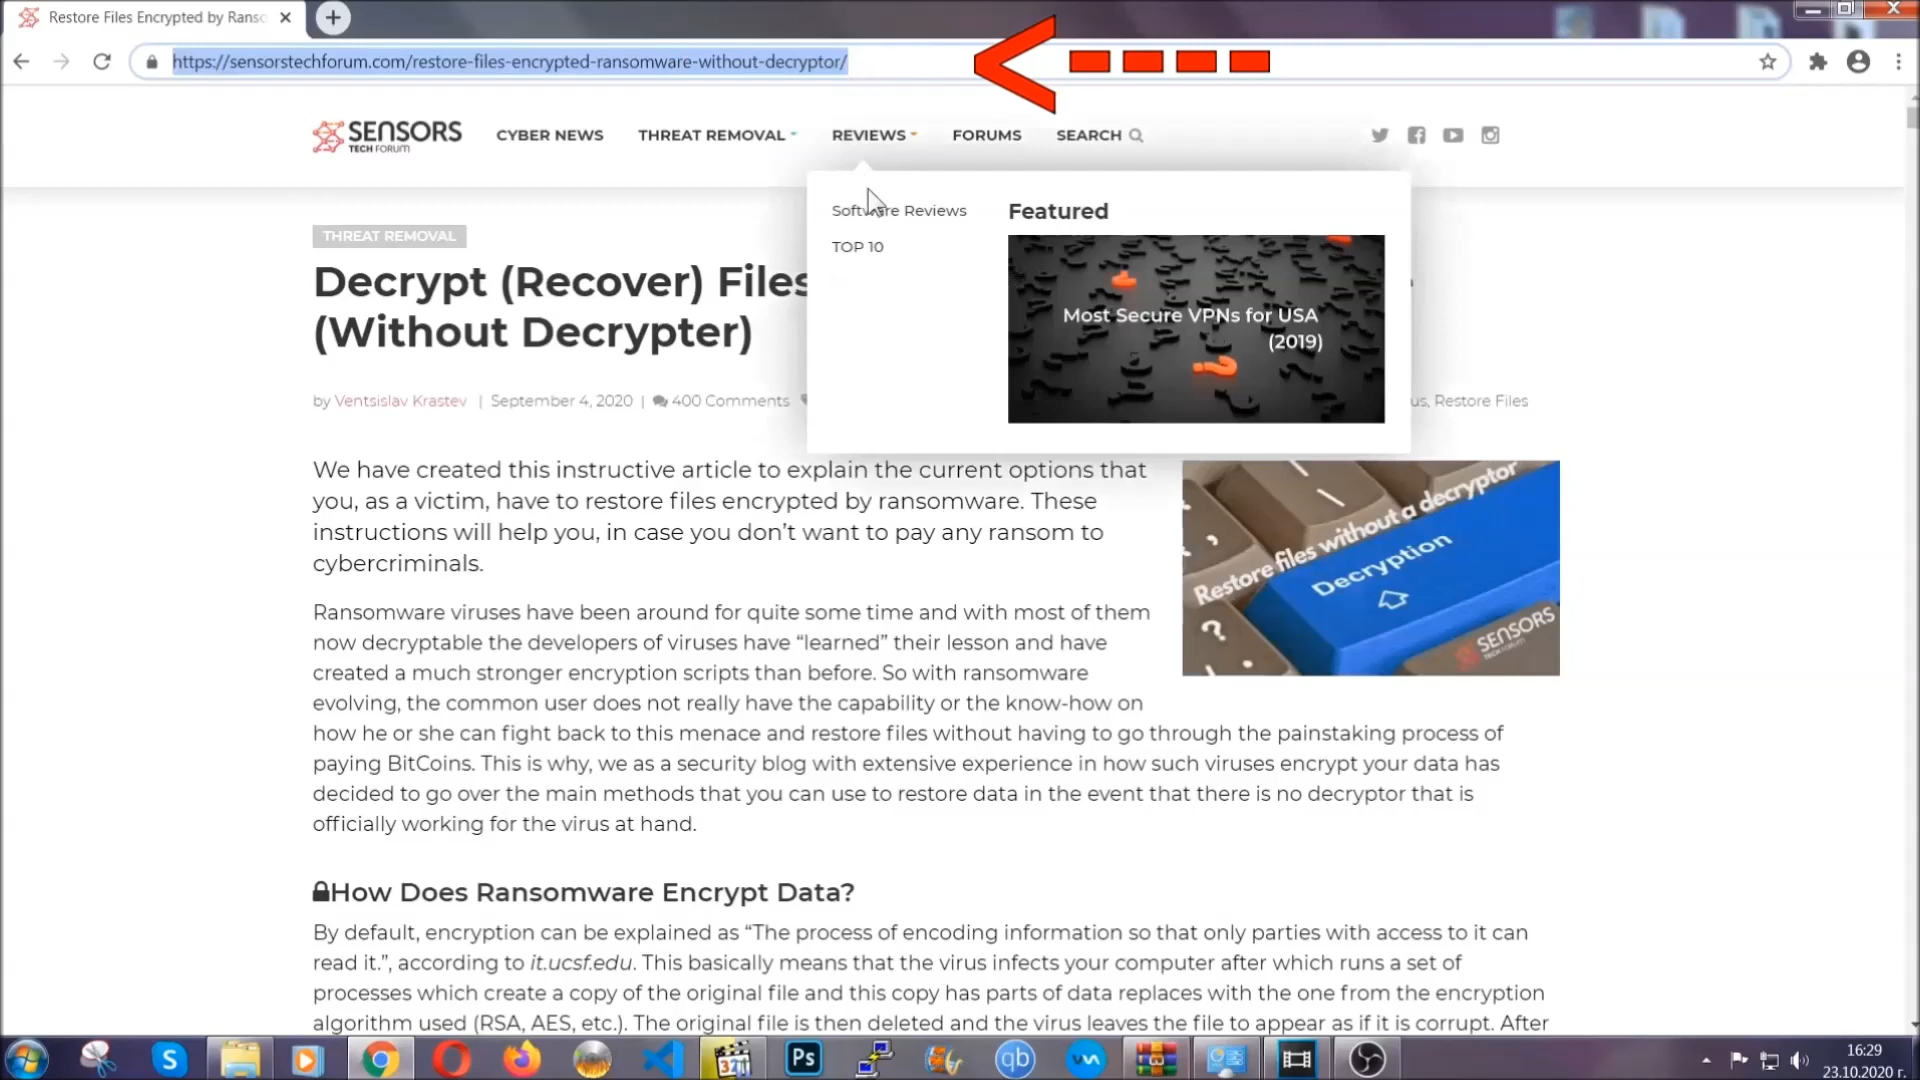 Restore Files Encrypted by Ranso
https://sensorstechforum.com/restore-files-encrypted-ransomware-without-decryptor/
SENSORS
TECH FORUM
CYBER NEWS
THREAT REMOVAL
REVIEWS
FORUMS
SEARCH
Software Reviews
TOP 10
Featured
Most Secure VPNs for USA
(2019)
THREAT REMOVAL
Decrypt (Recover) Files
(Without Decrypter)
by Ventsislav Krastev | September 4, 2020 | 400 Comments
us, Restore Files
We have created this instructive article to explain the current options that
you, as a victim, have to restore files encrypted by ransomware. These
instructions will help you, in case you don't want to pay any ransom to
cybercriminals.
Restore files without a decryptor
Decryption
SENSORS
TECH FORUM
Ransomware viruses have been around for quite some time and with most of them
now decryptable the developers of viruses have “learned” their lesson and have
created a much stronger encryption scripts than before. So with ransomware
evolving, the common user does not really have the capability or the know-how on
how he or she can fight back to this menace and restore files without having to go through the painstaking process of
paying BitCoins. This is why, we as a security blog with extensive experience in how such viruses encrypt your data has
decided to go over the main methods that you can use to restore data in the event that there is no decryptor that is
officially working for the virus at hand.
How Does Ransomware Encrypt Data?
By default, encryption can be explained as “The process of encoding information so that only parties with access to it can
read it.”, according to it.ucsf.edu. This basically means that the virus infects your computer after which runs a set of
processes which create a copy of the original file and this copy has parts of data replaces with the one from the encryption
algorithm used (RSA, AES, etc.). The original file is then deleted and the virus leaves the file to appear as if it is corrupt. After
321
Ps
qb
16:29
23.10.2020 г.